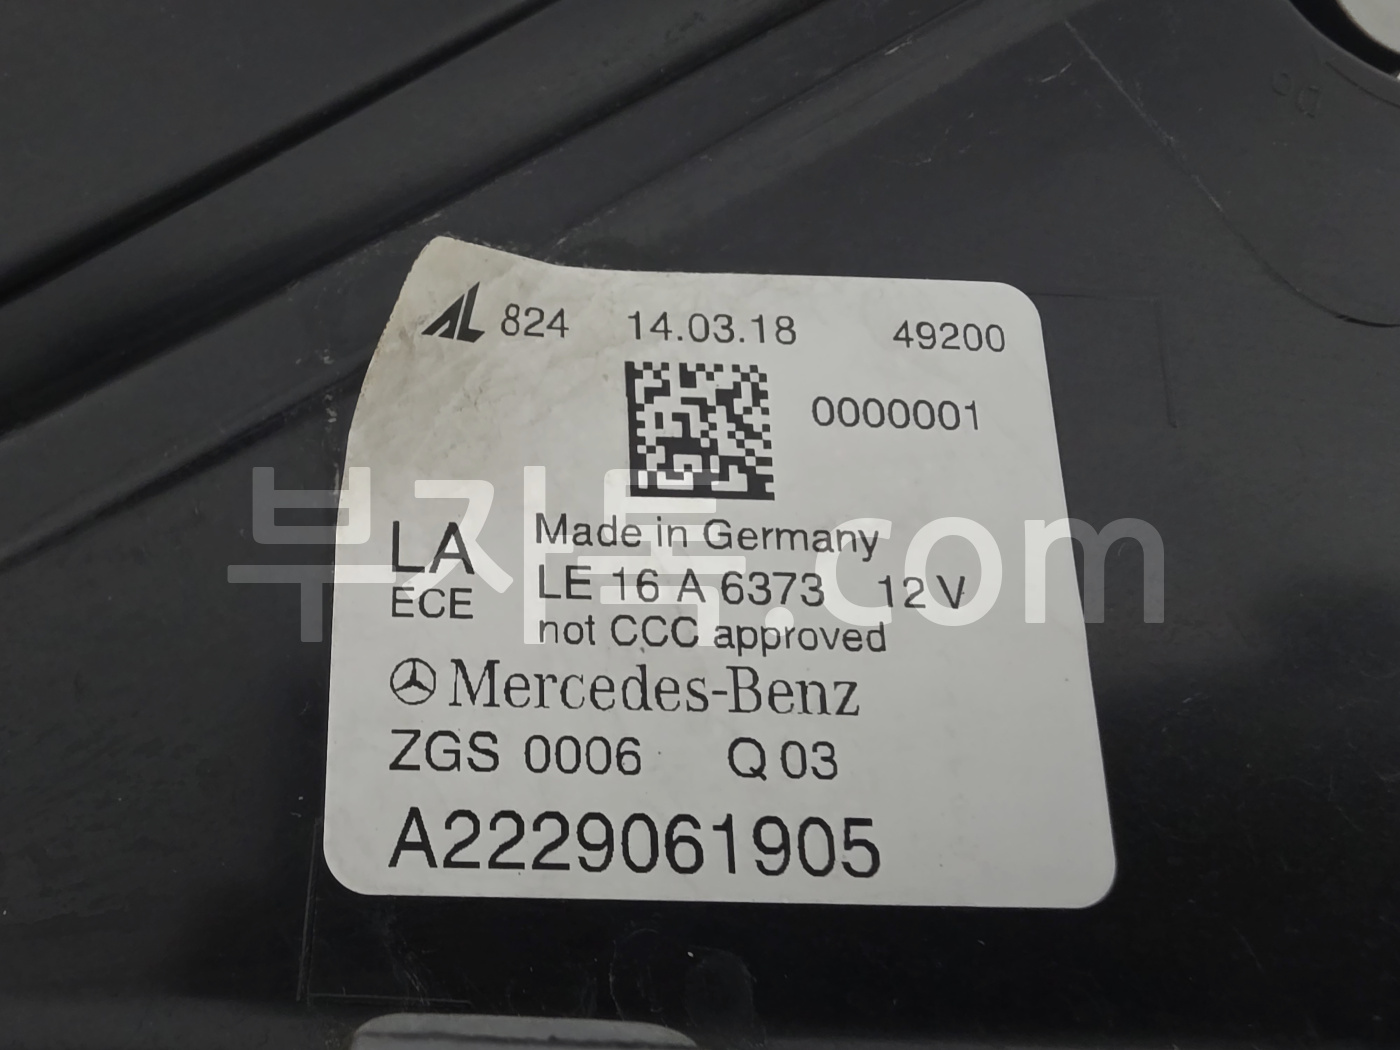 AL 824 14.03.18 49200
0000001
LA Made in Germany
ECE LE 16 A 6373 12 V
not CCC approved
Mercedes-Benz
ZGS 0006 Q 03
A2229061905
부자톡.com